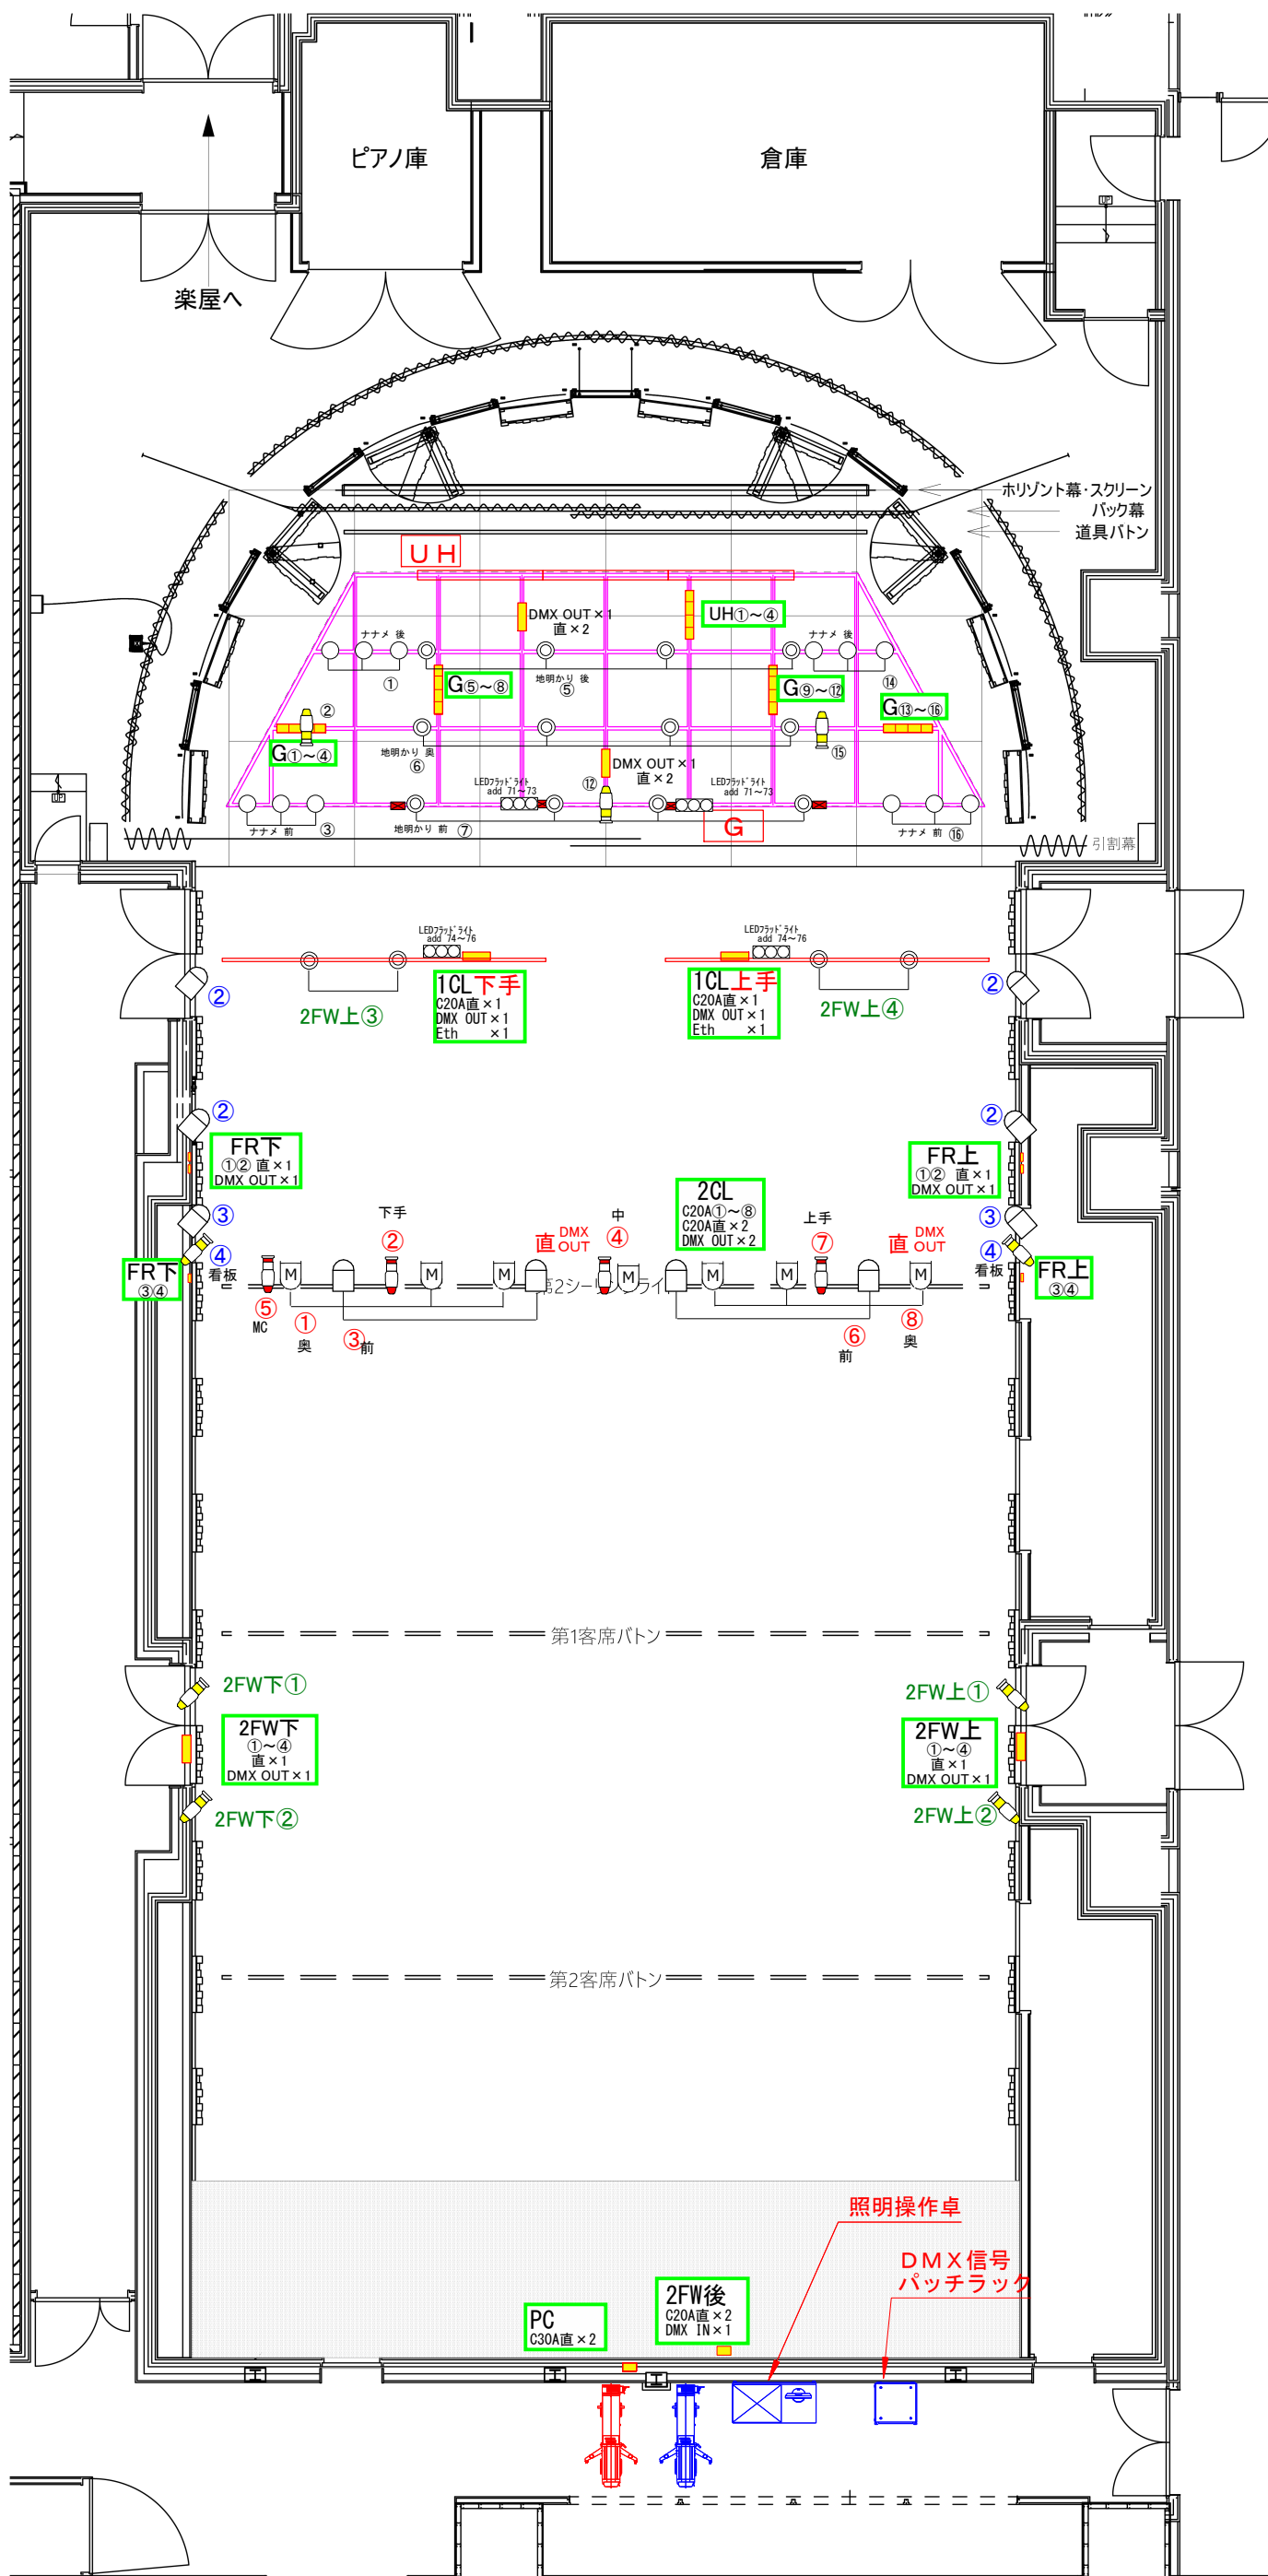 ピアノ庫
倉庫
UP
楽屋へ
ホリゾント幕・スクリーン
バック幕
道具バトン
UH
DMX OUT×1
直×2
UH①～④
ナナメ 後
ナナメ 後
①
G⑤～⑧
地明かり 後
⑤
G⑨～⑫
⑭
G⑬～⑯
②
G①～④
地明かり 奥
⑥
⑫
DMX OUT×1
直×2
⑮
LEDフラッドライト
add 71～73
LEDフラッドライト
add 71～73
UP
ナナメ 前 ③
地明かり 前 ⑦
G
ナナメ 前 ⑯
引割幕
LEDフラッドライト
add 74～76
LEDフラッドライト
add 74～76
②
2FW上③
1CL下手
C20A直×1
DMX OUT×1
Eth ×1
1CL上手
C20A直×1
DMX OUT×1
Eth ×1
2FW上④
②
②
FR下
①② 直×1
DMX OUT×1
②
FR上
①② 直×1
DMX OUT×1
2CL
C20A①～⑧
C20A直×2
DMX OUT×2
③
④
看板
FR下
③④
下手
②
直 DMX
OUT
中
④
上手
⑦
直 DMX
OUT
③
④
看板
FR上
③④
M
M
M
M
M
M
M
第2シーリングライト
⑤
MC
①
奥
③
前
⑥
前
⑧
奥
第1客席バトン
2FW下①
2FW上①
2FW下
①～④
直×1
DMX OUT×1
2FW上
①～④
直×1
DMX OUT×1
2FW下②
2FW上②
第2客席バトン
照明操作卓
DMX信号
パッチラック
PC
C30A直×2
2FW後
C20A直×2
DMX IN×1